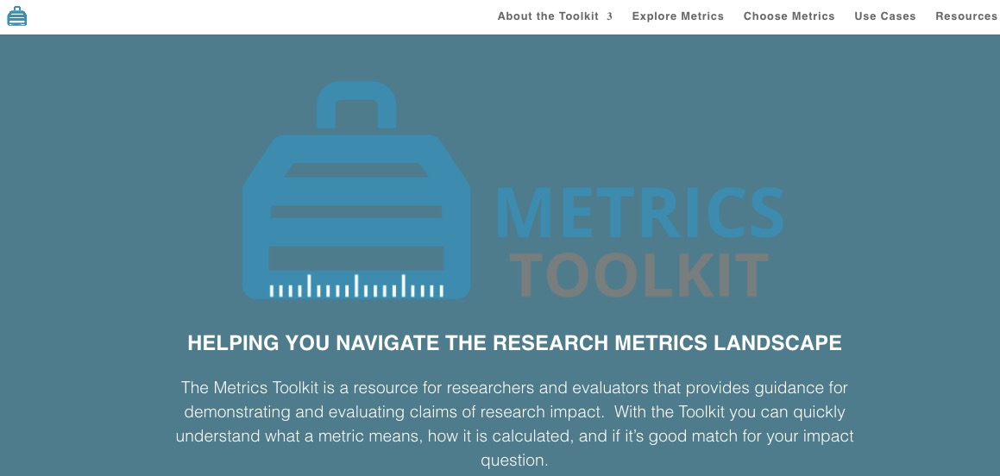 About the Toolkit 3 Explore Metrics Choose Metrics Use Cases Resources
METRICS
TOOLKIT
HELPING YOU NAVIGATE THE RESEARCH METRICS LANDSCAPE
The Metrics Toolkit is a resource for researchers and evaluators that provides guidance for
demonstrating and evaluating claims of research impact.  With the Toolkit you can quickly
understand what a metric means, how it is calculated, and if it’s good match for your impact
question.